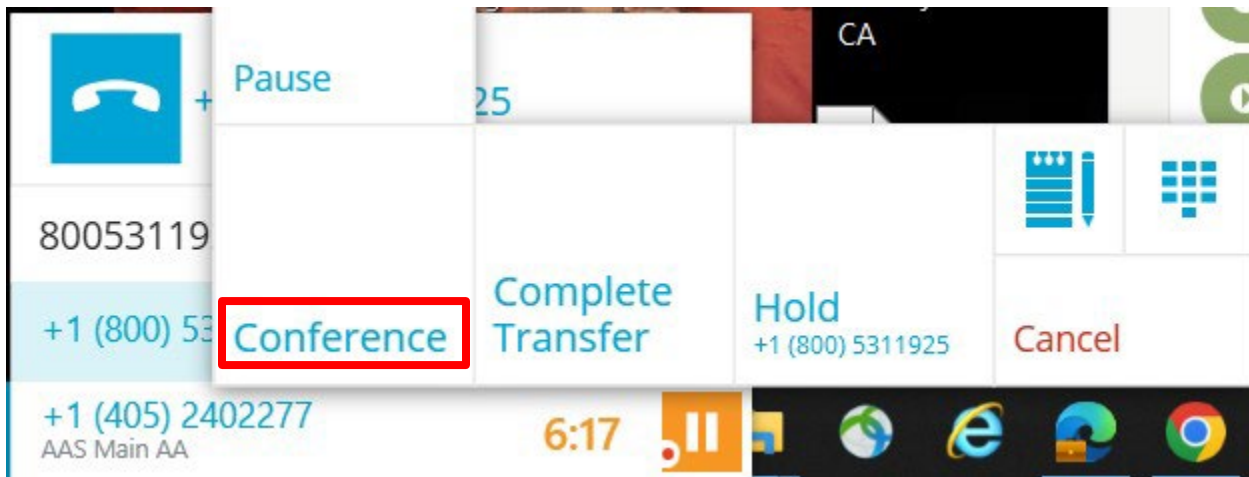 CA
Pause
+
25
80053119
+1 (800) 53
Conference
Complete
Transfer
Hold
+1 (800) 5311925
Cancel
+1 (405) 2402277
6:17
AAS Main AA